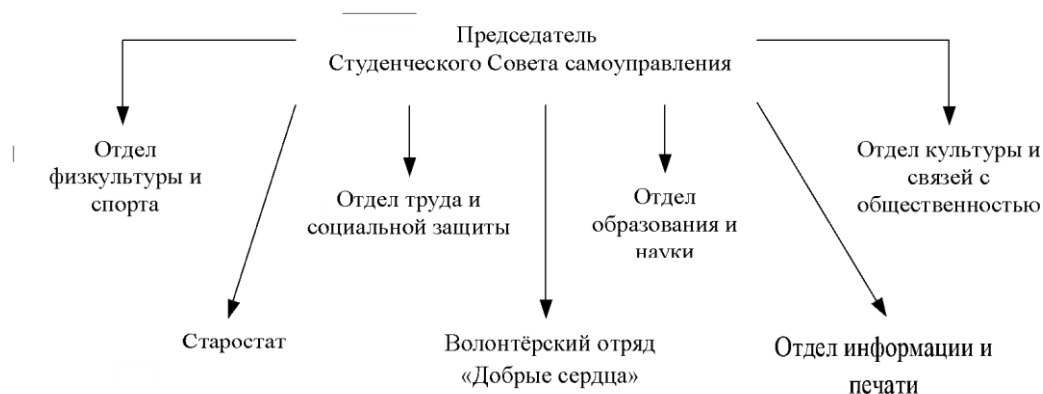 Председатель
Студенческого Совета самоуправления
Отдел
физкультуры и
спорта
Отдел труда и
социальной защиты
Отдел
образования и
науки
Отдел культуры и
связей с
общественностью
Старостат
Волонтёрский отряд
«Добрые сердца»
Отдел информации и
печати